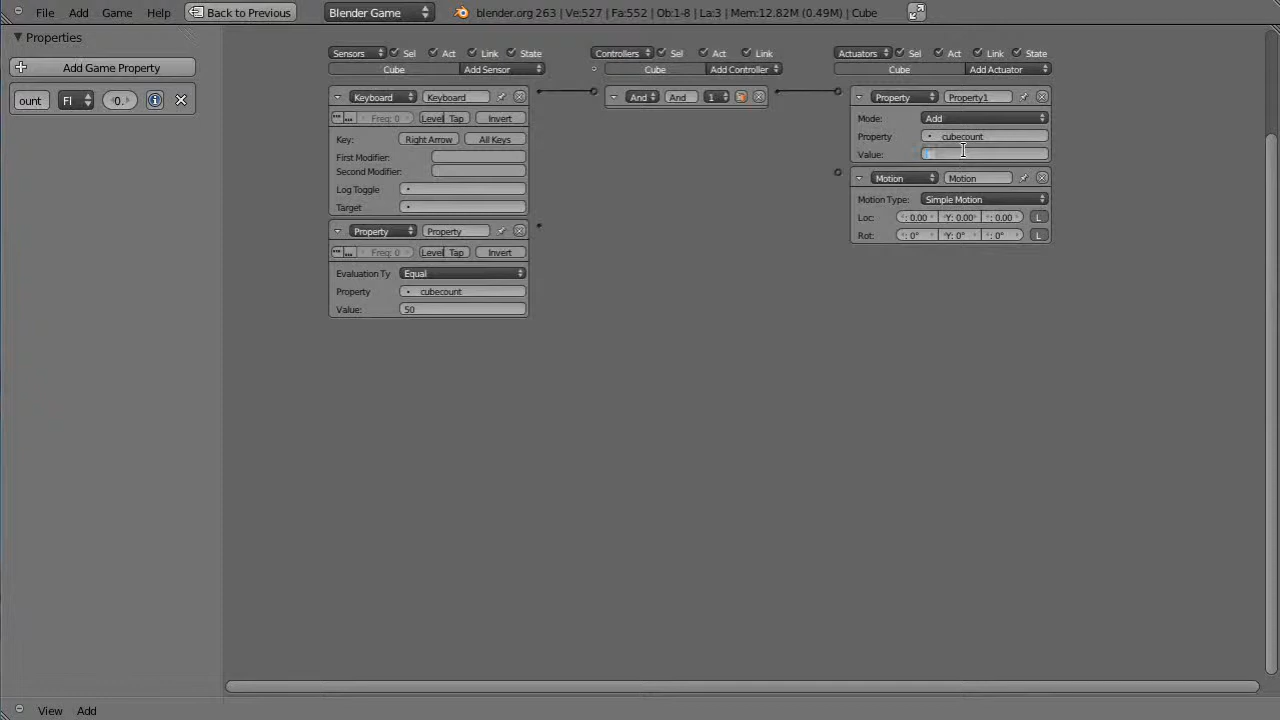 File Add Game Help Back to Previous Blender Game blender.org 263 | Ve:527 | Fa:552 | Ob:1-8 | La:3 | Mem:12.82M (0.49M) | Cube
Properties
Add Game Property
ount Fl 0.
Sensors Sel Act Link State
Cube Add Sensor
Keyboard Keyboard
Freq: 0 Level Tap Invert
Key: Right Arrow All Keys
First Modifier:
Second Modifier:
Log Toggle
Target
Property Property
Freq: 0 Level Tap Invert
Evaluation Ty Equal
Property cubecount
Value: 50
Controllers Sel Act Link
Cube Add Controller
And And 1
Actuators Sel Act Link State
Cube Add Actuator
Property Property1
Mode: Add
Property cubecount
Value:
Motion Motion
Motion Type: Simple Motion
Loc: : 0.00 Y: 0.00 : 0.00 L
Rot: : 0° Y: 0° : 0° L
View Add